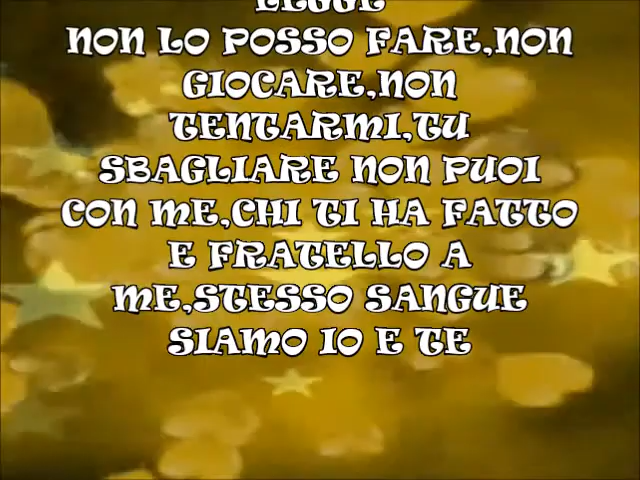 LEGGE
NON LO POSSO FARE,NON
GIOCARE,NON
TENTARMI,TU
SBAGLIARE NON PUOI
CON ME,CHI TI HA FATTO
E FRATELLO A
ME,STESSO SANGUE
SIAMO IO E TE